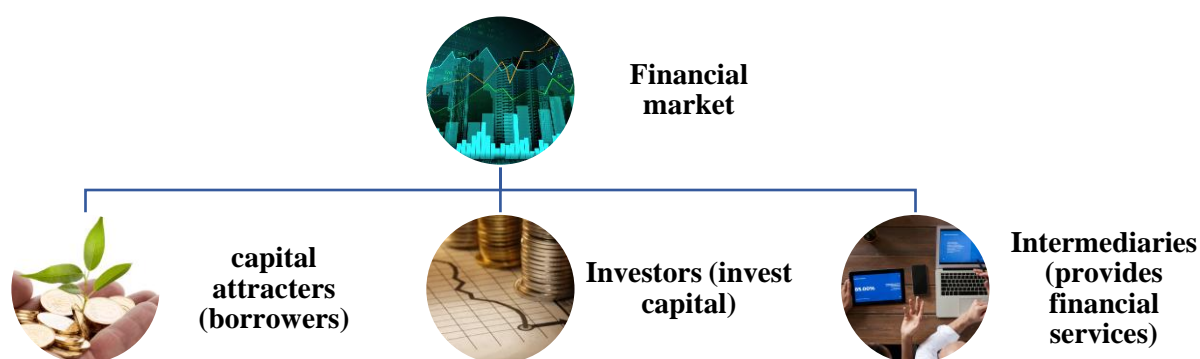 Financial
market
capital
attracters
(borrowers)
Investors (invest
capital)
Intermediaries
(provides
financial
services)